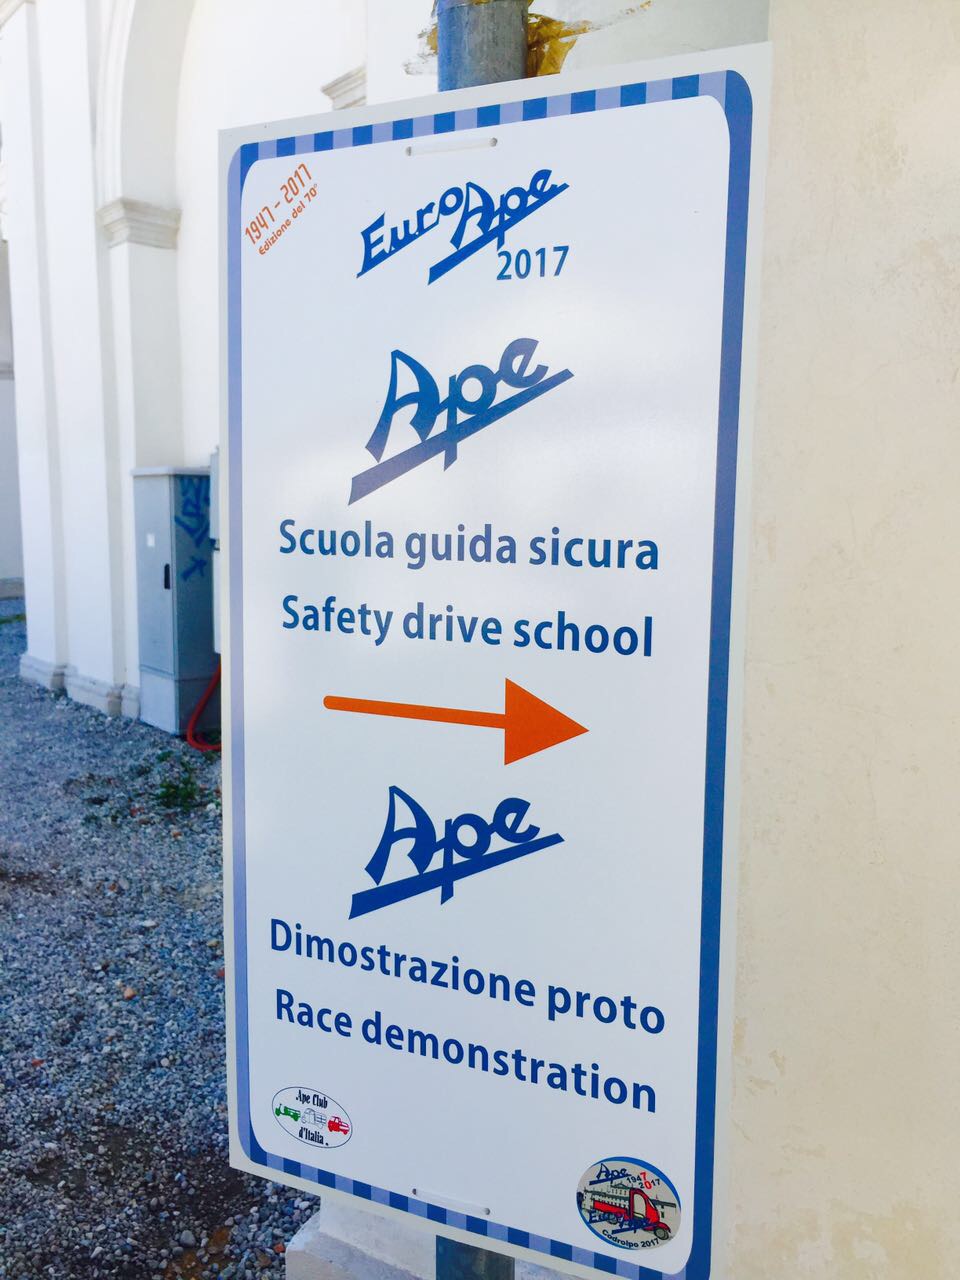 1947 - 2017
Edizione del 70°
EuroApe
2017
Ape
Scuola guida sicura
Safety drive school
Ape
Dimostrazione proto
Race demonstration
Ape Club
d'Italia
Ape
1947
2017
EuroApe
Codroipo 2017